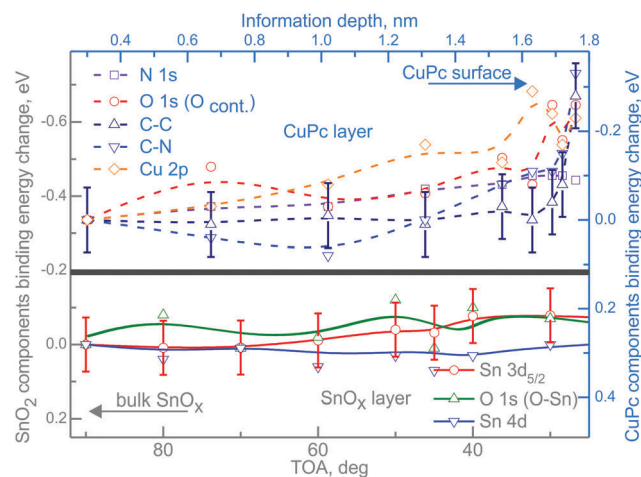 Information depth, nm
0.4 0.6 0.8 1.0 1.2 1.4 1.6 1.8
SnO2 components binding energy change, eV
-0.6
-0.4
-0.2
0.0
0.2
N 1s
O 1s (O cont.)
C-C
C-N
Cu 2p
CuPc layer
CuPc surface
-0.2
0.0
0.2
0.4
CuPc components binding energy change, eV
bulk SnOX
SnOX layer
Sn 3d5/2
O 1s (O-Sn)
Sn 4d
80 60 40
TOA, deg